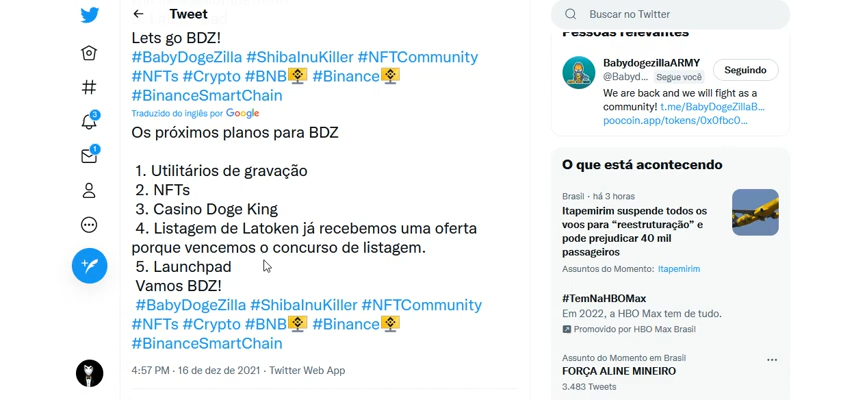 Tweet
Buscar no Twitter
Lets go BDZ!
#BabyDogeZilla #ShibaInuKiller #NFTCommunity
#NFTs #Crypto #BNB #Binance
#BinanceSmartChain
Traduzido do inglês por Google
Os próximos planos para BDZ
1. Utilitários de gravação
2. NFTs
3. Casino Doge King
4. Listagem de Latoken já recebemos uma oferta
porque vencemos o concurso de listagem.
5. Launchpad
Vamos BDZ!
#BabyDogeZilla #ShibaInuKiller #NFTCommunity
#NFTs #Crypto #BNB #Binance
#BinanceSmartChain
4:57 PM · 16 de dez de 2021 · Twitter Web App
3
1
Pessoas relevantes
BabydogezillaARMY
@Babyd... Segue você
Seguindo
We are back and we will fight as a
community! t.me/BabyDogeZillaB...
poocoin.app/tokens/0x0fbc0...
O que está acontecendo
Brasil · há 3 horas
Itapemirim suspende todos os
voos para “reestruturação” e
pode prejudicar 40 mil
passageiros
Assuntos do Momento: Itapemirim
#TemNaHBOMax
Em 2022, a HBO Max tem de tudo.
Promovido por HBO Max Brasil
Assunto do Momento em Brasil
FORÇA ALINE MINEIRO
3.483 Tweets